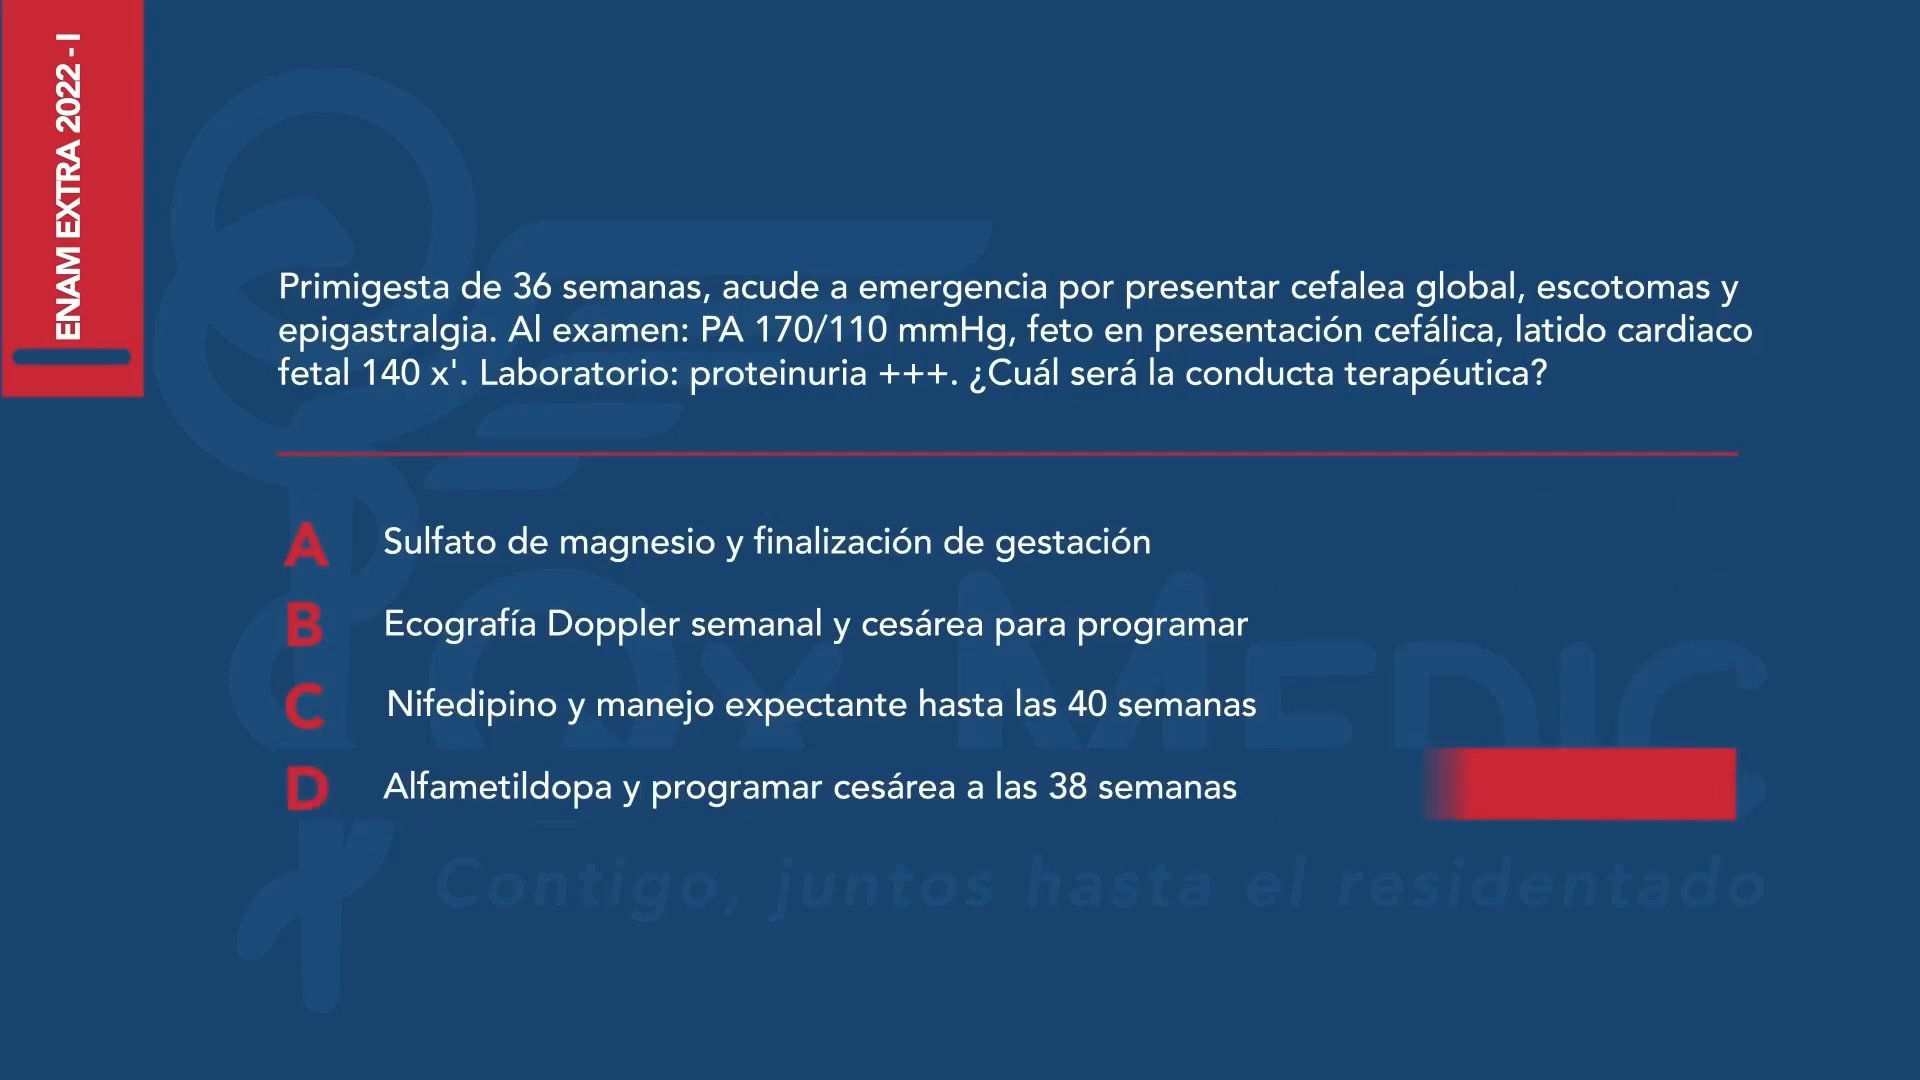 ENAM EXTRA 2022 - I
Primigesta de 36 semanas, acude a emergencia por presentar cefalea global, escotomas y
epigastralgia. Al examen: PA 170/110 mmHg, feto en presentación cefálica, latido cardiaco
fetal 140 x'. Laboratorio: proteinuria +++. ¿Cuál será la conducta terapéutica?
A Sulfato de magnesio y finalización de gestación
B Ecografía Doppler semanal y cesárea para programar
C Nifedipino y manejo expectante hasta las 40 semanas
D Alfametildopa y programar cesárea a las 38 semanas
Contigo, juntos hasta el residentado